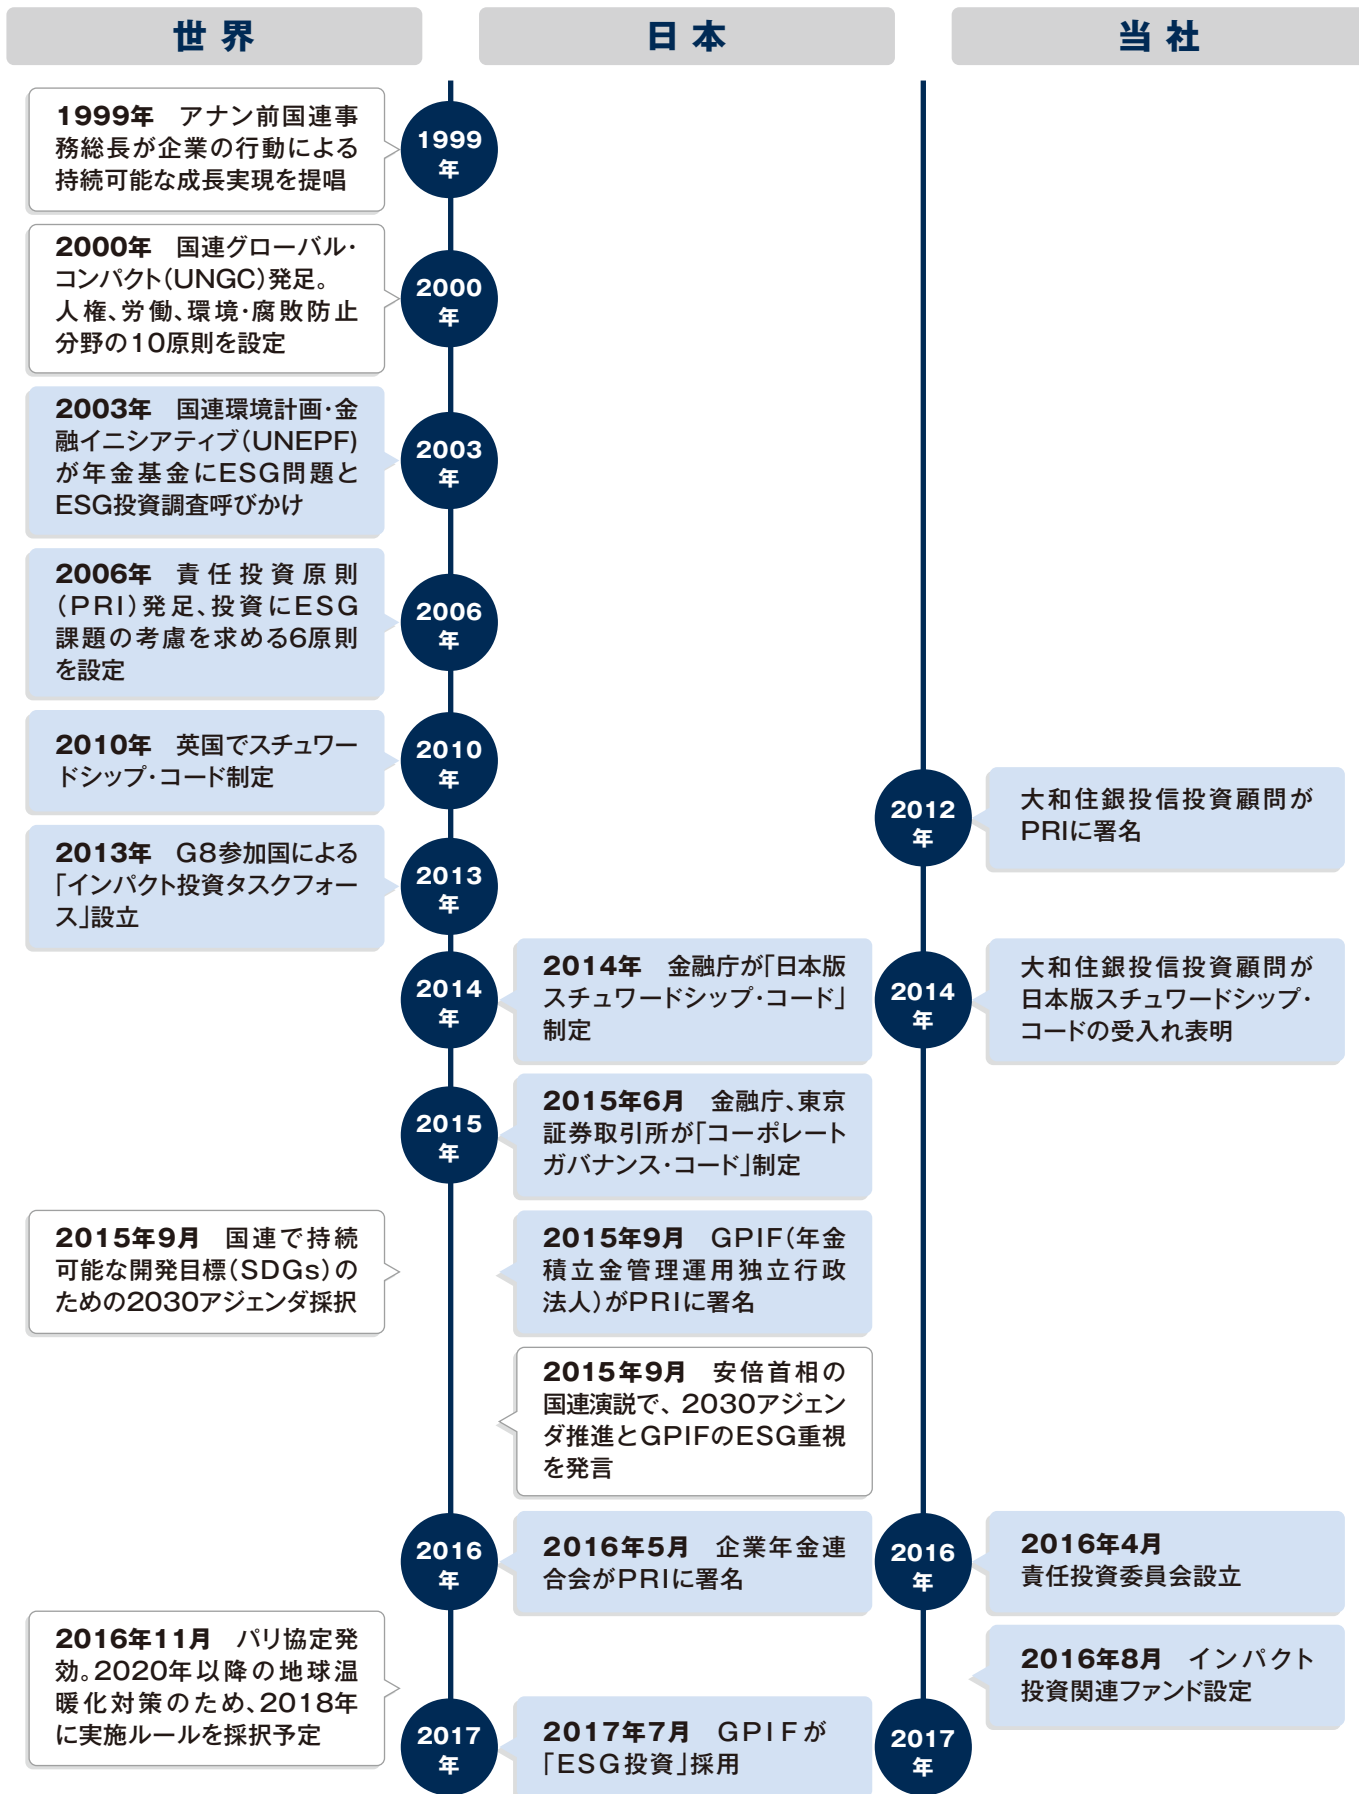 世界
日本
当社
1999年　アナン前国連事
務総長が企業の行動による
持続可能な成長実現を提唱
1999
年
2000年　国連グローバル・
コンパクト(UNGC)発足。
人権、労働、環境・腐敗防止
分野の10原則を設定
2000
年
2003年　国連環境計画・金
融イニシアティブ(UNEPF)
が年金基金にESG問題と
ESG投資調査呼びかけ
2003
年
2006年　責任投資原則
(PRI)発足、投資にESG
課題の考慮を求める6原則
を設定
2006
年
2010年　英国でスチュワー
ドシップ・コード制定
2010
年
2012
年
大和住銀投信投資顧問が
PRIに署名
2013年　G8参加国による
「インパクト投資タスクフォー
ス」設立
2013
年
2014
年
2014年　金融庁が「日本版
スチュワードシップ・コード」
制定
2014
年
大和住銀投信投資顧問が
日本版スチュワードシップ・
コードの受入れ表明
2015
年
2015年6月　金融庁、東京
証券取引所が「コーポレート
ガバナンス・コード」制定
2015年9月　国連で持続
可能な開発目標(SDGs)の
ための2030アジェンダ採択
2015年9月　GPIF(年金
積立金管理運用独立行政
法人)がPRIに署名
2015年9月　安倍首相の
国連演説で、2030アジェン
ダ推進とGPIFのESG重視
を発言
2016
年
2016年5月　企業年金連
合会がPRIに署名
2016
年
2016年4月
責任投資委員会設立
2016年11月　パリ協定発
効。2020年以降の地球温
暖化対策のため、2018年
に実施ルールを採択予定
2016年8月　インパクト
投資関連ファンド設定
2017
年
2017年7月　GPIFが
「ESG投資」採用
2017
年